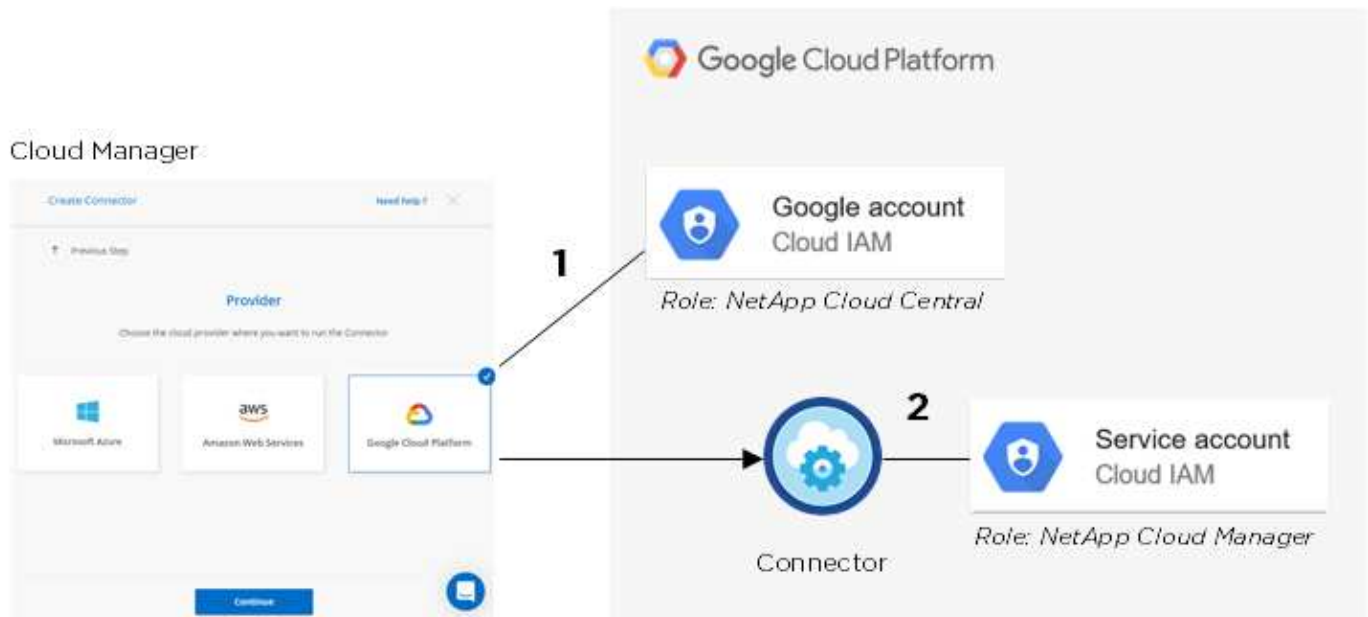 Google Cloud Platform
Cloud Manager
Create Connector
Need help ?
Previous Step
Provider
Choose the cloud provider where you want to run the Connector
Microsoft Azure
aws
Amazon Web Services
Google Cloud Platform
Continue
1
Google account
Cloud IAM
Role: NetApp Cloud Central
2
Connector
Service account
Cloud IAM
Role: NetApp Cloud Manager